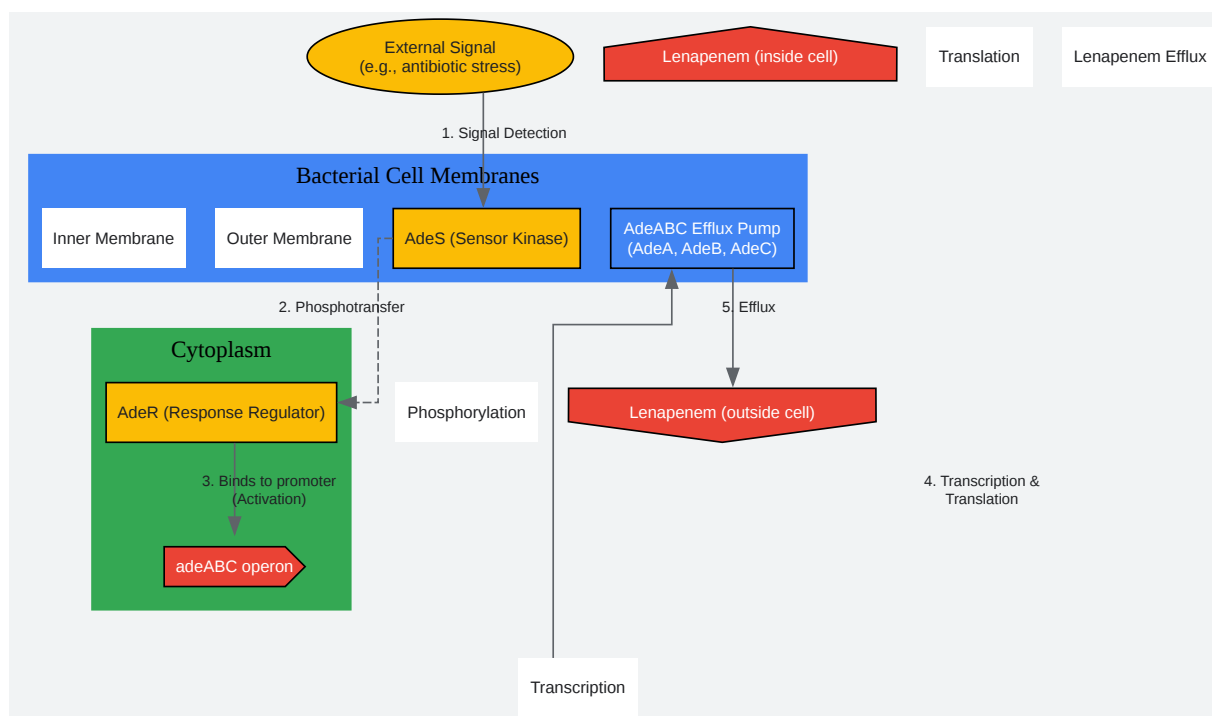 External Signal
(e.g., antibiotic stress)
Lenapenem (inside cell)
Translation
Lenapenem Efflux
1. Signal Detection
Bacterial Cell Membranes
Inner Membrane
Outer Membrane
AdeS (Sensor Kinase)
AdeABC Efflux Pump
(AdeA, AdeB, AdeC)
2. Phosphotransfer
5. Efflux
Cytoplasm
AdeR (Response Regulator)
Phosphorylation
Lenapenem (outside cell)
3. Binds to promoter
(Activation)
4. Transcription &
Translation
adeABC operon
Transcription